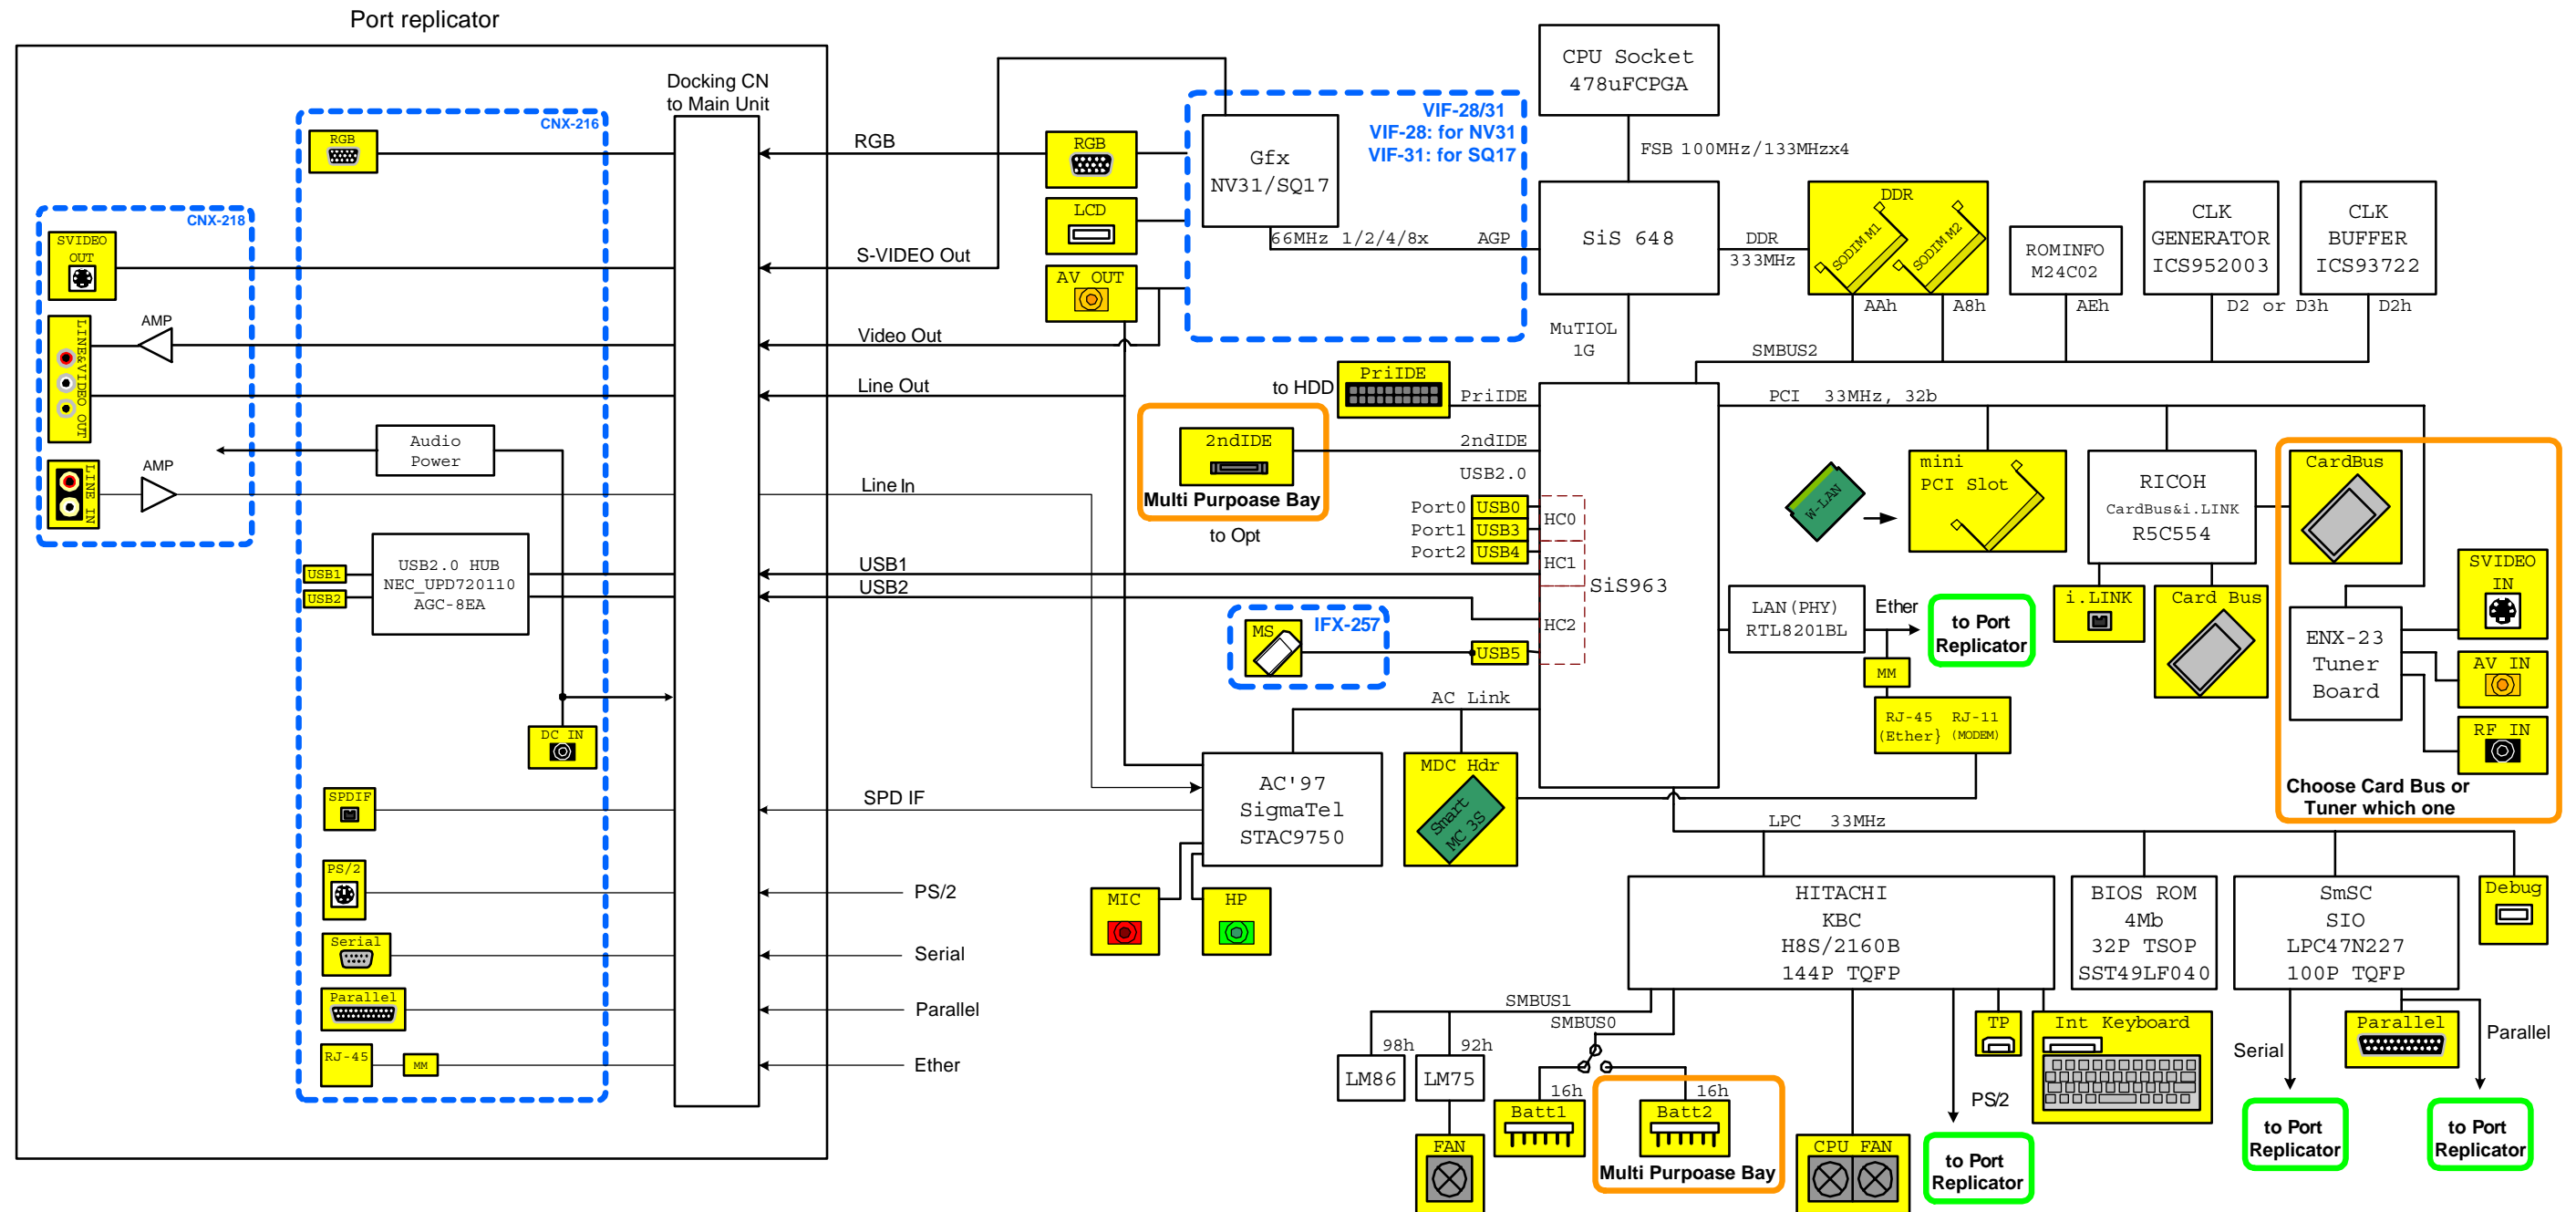 Port replicator
Docking CN
to Main Unit
CNX-216
RGB
CNX-218
SVIDEO
OUT
AMP
LINE&VIDEO OUT
Audio
Power
AMP
LINE IN
USB2.0 HUB
NEC_UPD720110
AGC-8EA
USB1
USB2
DC IN
SPDIF
PS/2
Serial
Parallel
RJ-45
MM
RGB
S-VIDEO Out
Video Out
Line Out
Line In
USB1
USB2
SPD IF
PS/2
Serial
Parallel
Ether
RGB
LCD
AV OUT
VIF-28/31
VIF-28: for NV31
VIF-31: for SQ17
Gfx
NV31/SQ17
66MHz 1/2/4/8x
AGP
CPU Socket
478uFCPGA
FSB 100MHz/133MHzx4
SiS 648
DDR
333MHz
DDR
SODIMM1
SODIMM2
AAh
A8h
ROMINFO
M24C02
AEh
CLK
GENERATOR
ICS952003
D2 or D3h
CLK
BUFFER
ICS93722
D2h
MuTIOL
1G
SMBUS2
to HDD
PriIDE
PriIDE
2ndIDE
Multi Purpoase Bay
to Opt
2ndIDE
USB2.0
Port0
USB0
Port1
USB3
Port2
USB4
HC0
HC1
HC2
SiS963
IFX-257
MS
USB5
AC Link
PCI 33MHz, 32b
W-LAN
mini
PCI Slot
RICOH
CardBus&i.LINK
R5C554
CardBus
i.LINK
Card Bus
LAN(PHY)
RTL8201BL
Ether
to Port
Replicator
MM
RJ-45
(Ether}
RJ-11
(MODEM)
ENX-23
Tuner
Board
SVIDEO
IN
AV IN
RF IN
Choose Card Bus or
Tuner which one
AC'97
SigmaTel
STAC9750
MDC Hdr
Smart
MC 3S
MIC
HP
LPC 33MHz
HITACHI
KBC
H8S/2160B
144P TQFP
BIOS ROM
4Mb
32P TSOP
SST49LF040
SmSC
SIO
LPC47N227
100P TQFP
Debug
SMBUS1
SMBUS0
98h
92h
LM86
LM75
FAN
16h
Batt1
16h
Batt2
Multi Purpoase Bay
CPU FAN
PS/2
to Port
Replicator
TP
Int Keyboard
Serial
to Port
Replicator
Parallel
Parallel
to Port
Replicator